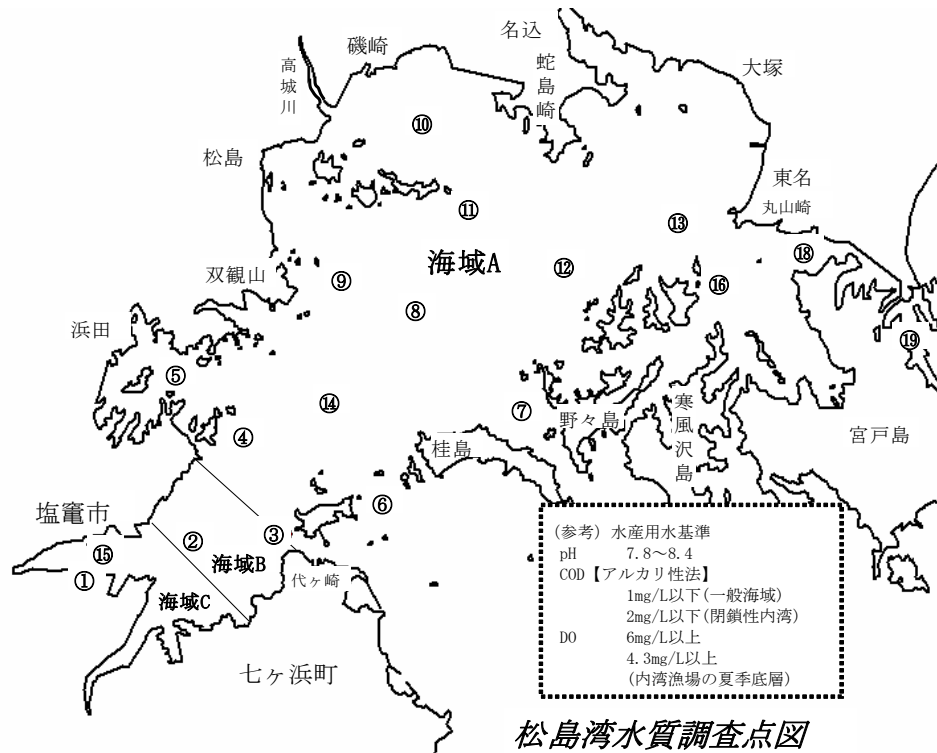 名込
磯崎
蛇島崎
大塚
高城川
⑩
松島
東名
丸山崎
⑪
⑬
⑱
海域A
⑫
双観山
⑨
⑯
⑧
浜田
⑲
⑤
⑭
⑦
野々島
寒風沢島
④
桂島
宮戸島
塩竈市
⑥
②
③
⑮
海域B
①
代ヶ崎
海域C
七ヶ浜町
(参考) 水産用水基準
pH 7.8～8.4
COD【アルカリ性法】
1mg/L以下(一般海域)
2mg/L以下(閉鎖性内湾)
DO 6mg/L以上
4.3mg/L以上
(内湾漁場の夏季底層)
松島湾水質調査点図